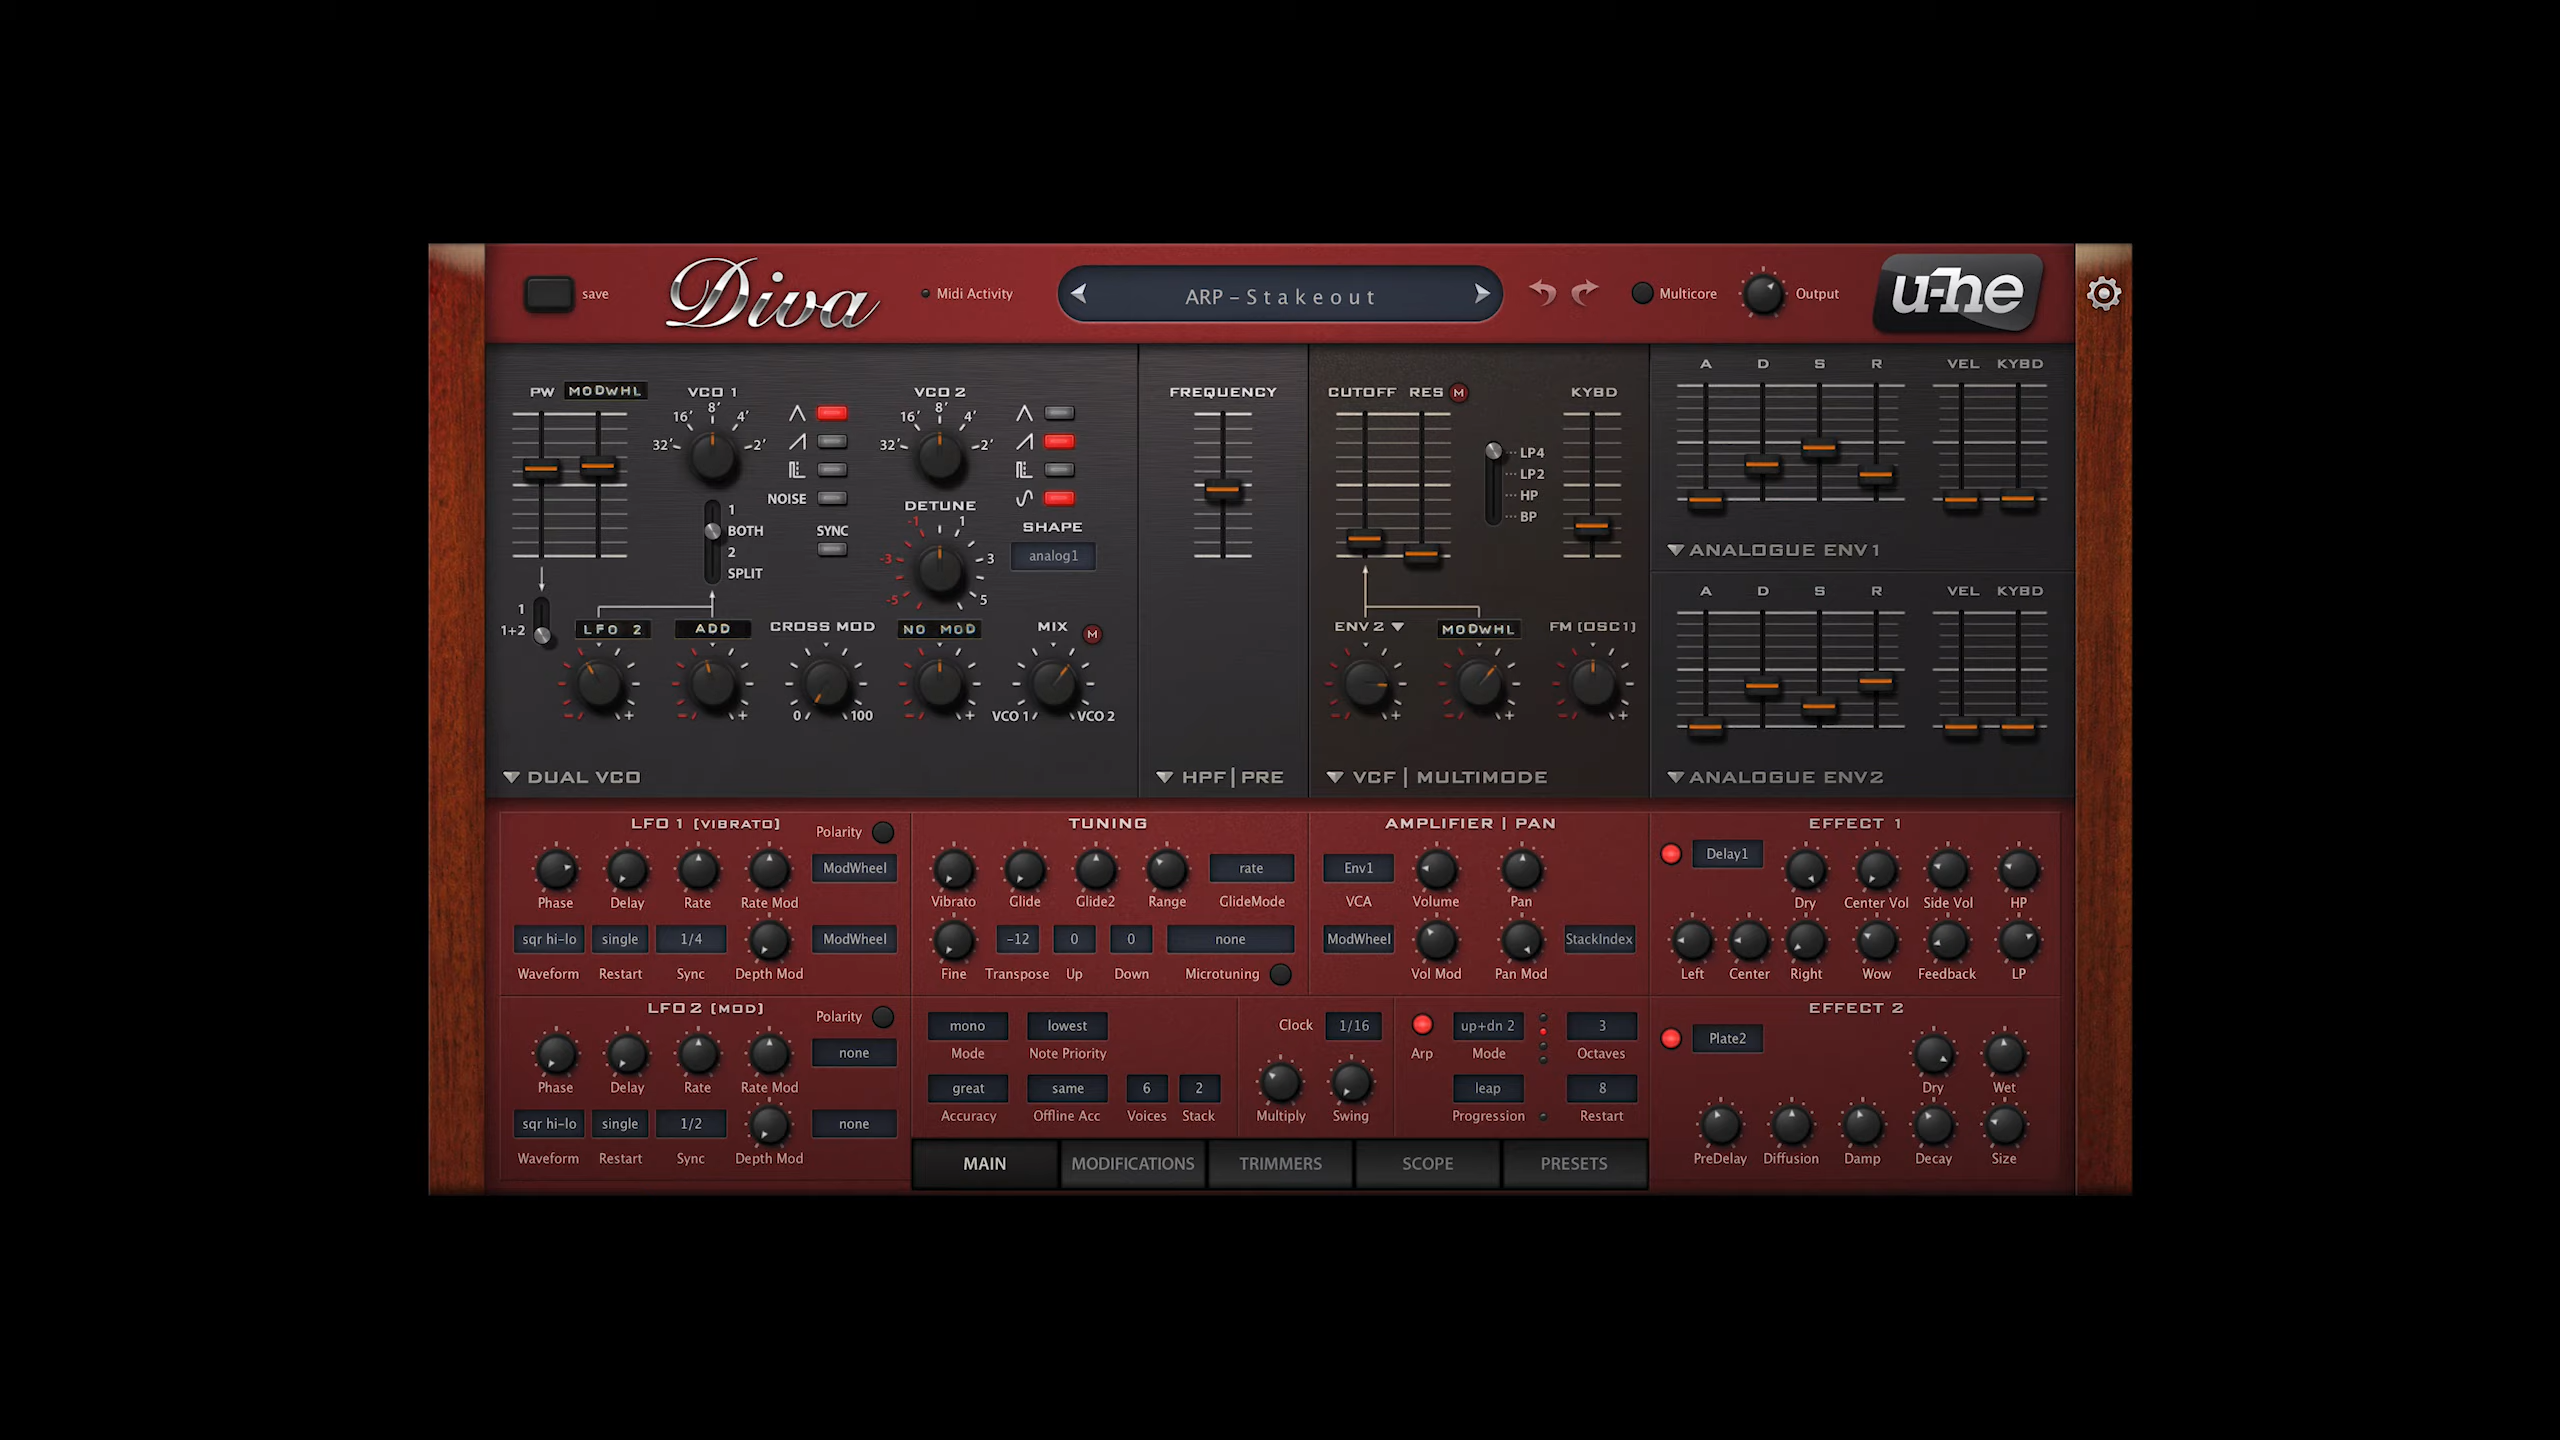 save
Diva
Midi Activity
ARP-Stakeout
Multicore
Output
u-he
PW MODWHL
VCO 1
32' 16' 8' 4' 2'
NOISE
SYNC
1
BOTH
2
SPLIT
VCO 2
32' 16' 8' 4' 2'
DETUNE
-5 -3 -1 1 3 5
SHAPE
analog1
1
1+2
LFO 2
ADD
CROSS MOD
0 100
NO MOD
MIX M
VCO 1 VCO 2
- +
- +
- +
DUAL VCO
FREQUENCY
HPF|PRE
CUTOFF RES M
KYBD
LP4
LP2
HP
BP
ENV 2
MODWHL
FM [OSC1]
- +
- +
- +
VCF | MULTIMODE
A D S R VEL KYBD
ANALOGUE ENV1
A D S R VEL KYBD
ANALOGUE ENV2
LFO 1 [VIBRATO]
Polarity
ModWheel
Phase Delay Rate Rate Mod
sqr hi-lo single 1/4 ModWheel
Waveform Restart Sync Depth Mod
LFO 2 [MOD]
Polarity
none
Phase Delay Rate Rate Mod
sqr hi-lo single 1/2 none
Waveform Restart Sync Depth Mod
TUNING
rate
Vibrato Glide Glide2 Range GlideMode
-12 0 0 none
Fine Transpose Up Down Microtuning
AMPLIFIER | PAN
Env1
VCA Volume Pan
ModWheel StackIndex
Vol Mod Pan Mod
mono lowest
Mode Note Priority
great same 6 2
Accuracy Offline Acc Voices Stack
Clock 1/16
Multiply Swing
up+dn 2 3
Arp Mode Octaves
leap 8
Progression Restart
MAIN MODIFICATIONS TRIMMERS SCOPE PRESETS
EFFECT 1
Delay1
Dry Center Vol Side Vol HP
Left Center Right Wow Feedback LP
EFFECT 2
Plate2
Dry Wet
PreDelay Diffusion Damp Decay Size